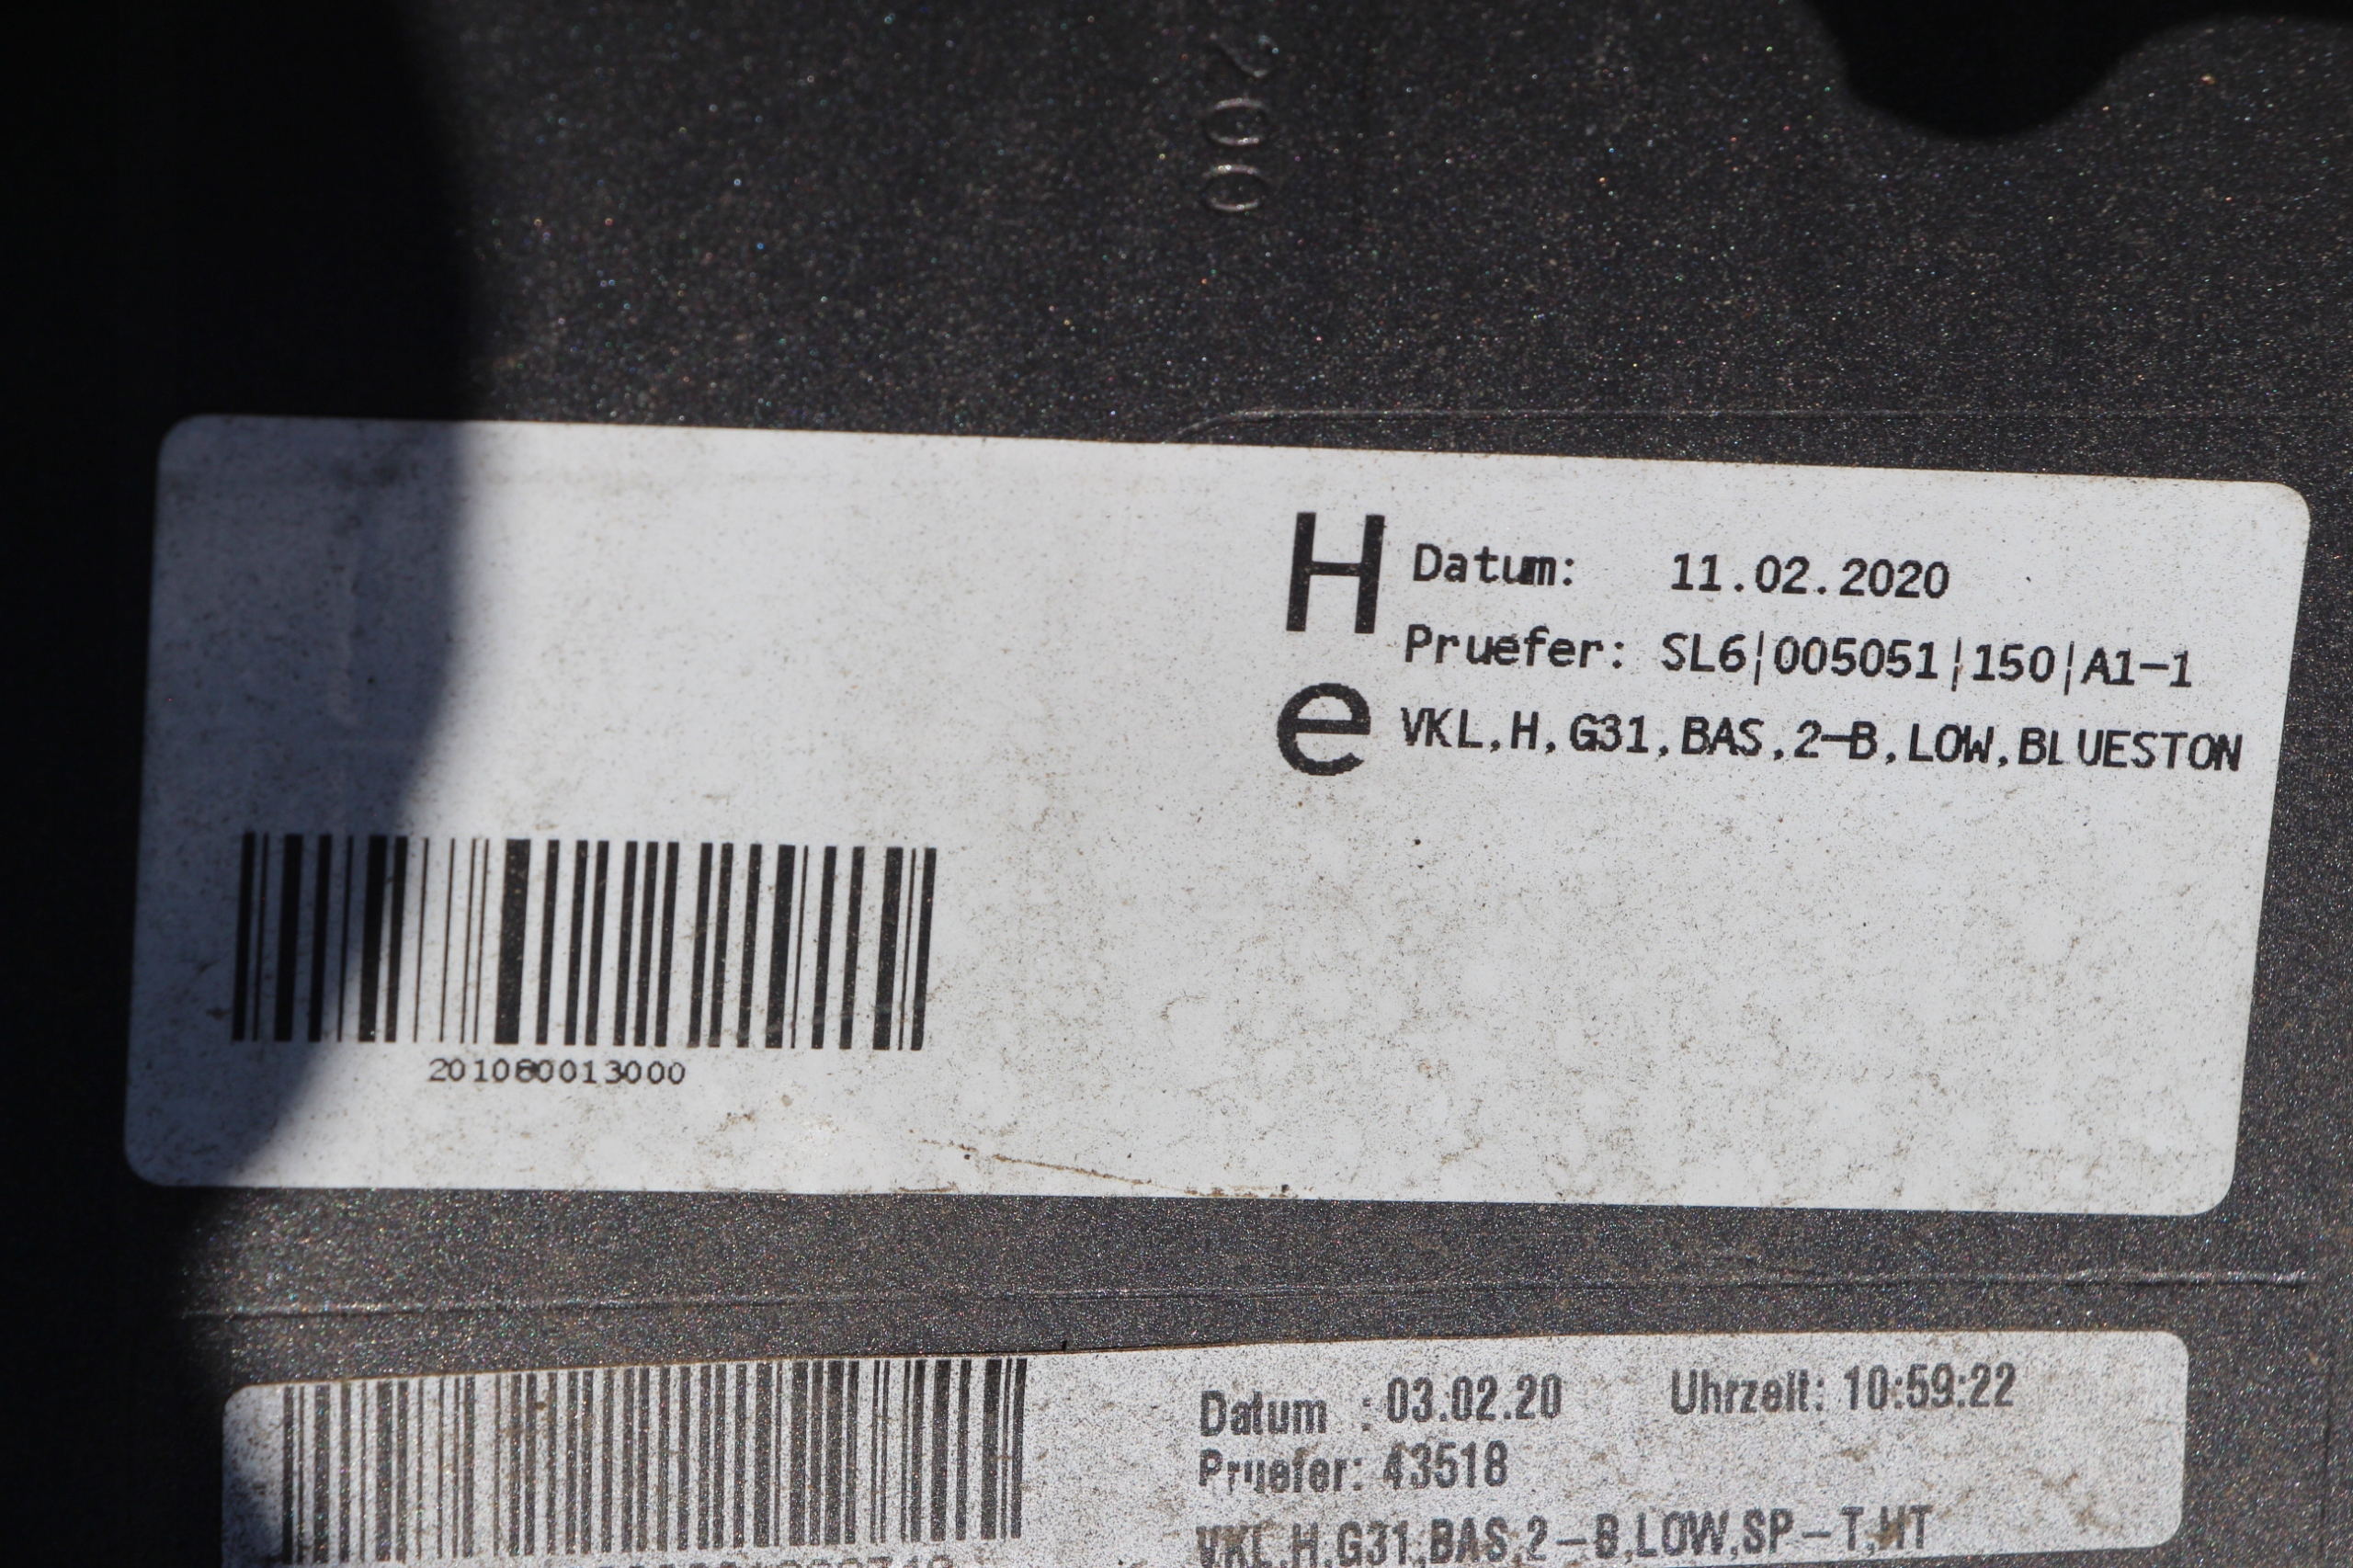 200
H
Datum: 11.02.2020
Pruefer: SL6|005051|150|A1-1
e
VKL,H,G31,BAS,2-B,LOW,BLUESTON
201080013000
Datum : 03.02.20 Uhrzeit: 10:59:22
Pruefer: 43518
VKL,H,G31,BAS,2-B,LOW,SP-T,HT